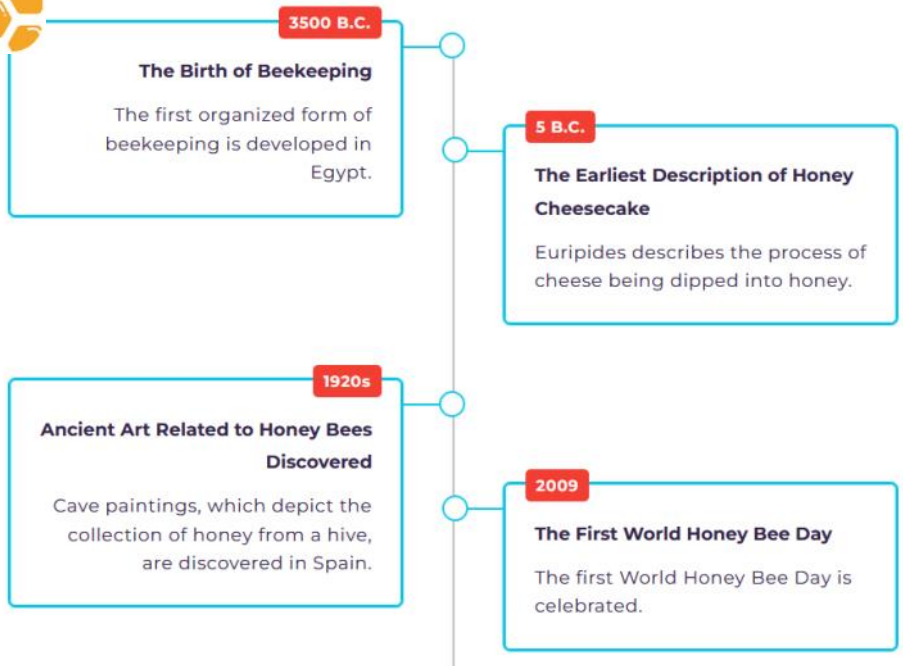 3500 B.C.
The Birth of Beekeeping
The first organized form of
beekeeping is developed in
Egypt.
5 B.C.
The Earliest Description of Honey
Cheesecake
Euripides describes the process of
cheese being dipped into honey.
1920s
Ancient Art Related to Honey Bees
Discovered
Cave paintings, which depict the
collection of honey from a hive,
are discovered in Spain.
2009
The First World Honey Bee Day
The first World Honey Bee Day is
celebrated.